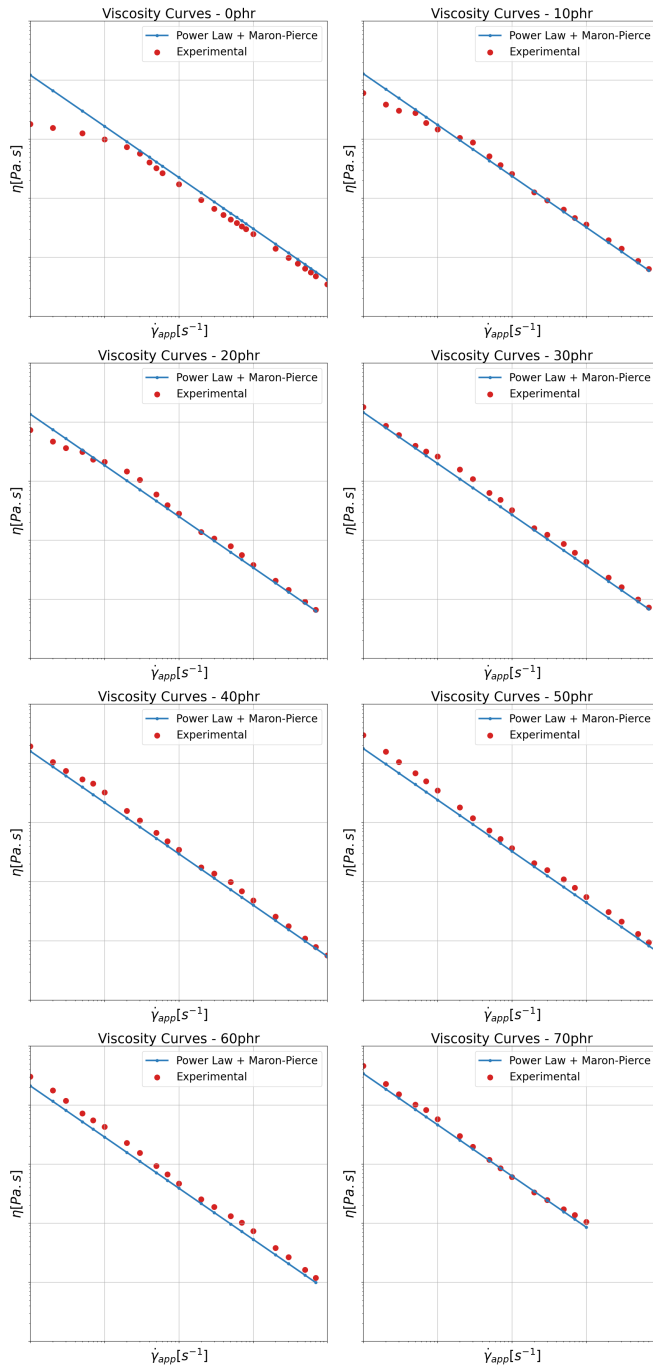 Viscosity Curves - 0phr
Power Law + Maron-Pierce
Experimental
η[Pa.s]
γ̇app[s⁻¹]
Viscosity Curves - 10phr
Power Law + Maron-Pierce
Experimental
η[Pa.s]
γ̇app[s⁻¹]
Viscosity Curves - 20phr
Power Law + Maron-Pierce
Experimental
η[Pa.s]
γ̇app[s⁻¹]
Viscosity Curves - 30phr
Power Law + Maron-Pierce
Experimental
η[Pa.s]
γ̇app[s⁻¹]
Viscosity Curves - 40phr
Power Law + Maron-Pierce
Experimental
η[Pa.s]
γ̇app[s⁻¹]
Viscosity Curves - 50phr
Power Law + Maron-Pierce
Experimental
η[Pa.s]
γ̇app[s⁻¹]
Viscosity Curves - 60phr
Power Law + Maron-Pierce
Experimental
η[Pa.s]
γ̇app[s⁻¹]
Viscosity Curves - 70phr
Power Law + Maron-Pierce
Experimental
η[Pa.s]
γ̇app[s⁻¹]